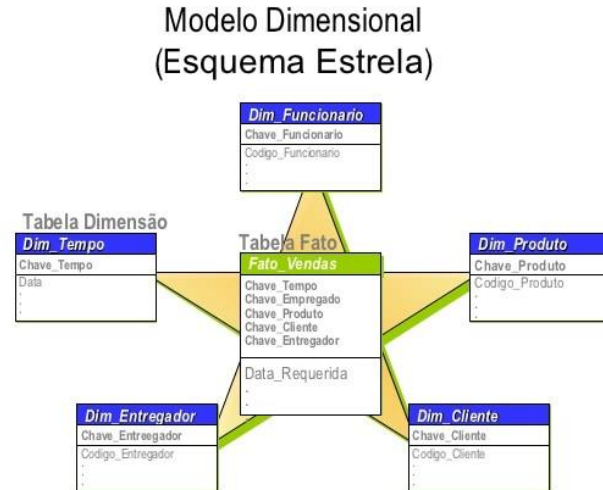 Modelo Dimensional
(Esquema Estrela)
Dim_Funcionario
Chave_Funcionario
Codigo_Funcionario
Tabela Dimensão
Dim_Tempo
Chave_Tempo
Data
Tabela Fato
Fato_Vendas
Chave_Tempo
Chave_Empregado
Chave_Produto
Chave_Cliente
Chave_Entregador
Data_Requerida
Dim_Produto
Chave_Produto
Codigo_Produto
Dim_Entregador
Chave_Entreegador
Codigo_Entregador
Dim_Cliente
Chave_Cliente
Codigo_Cliente